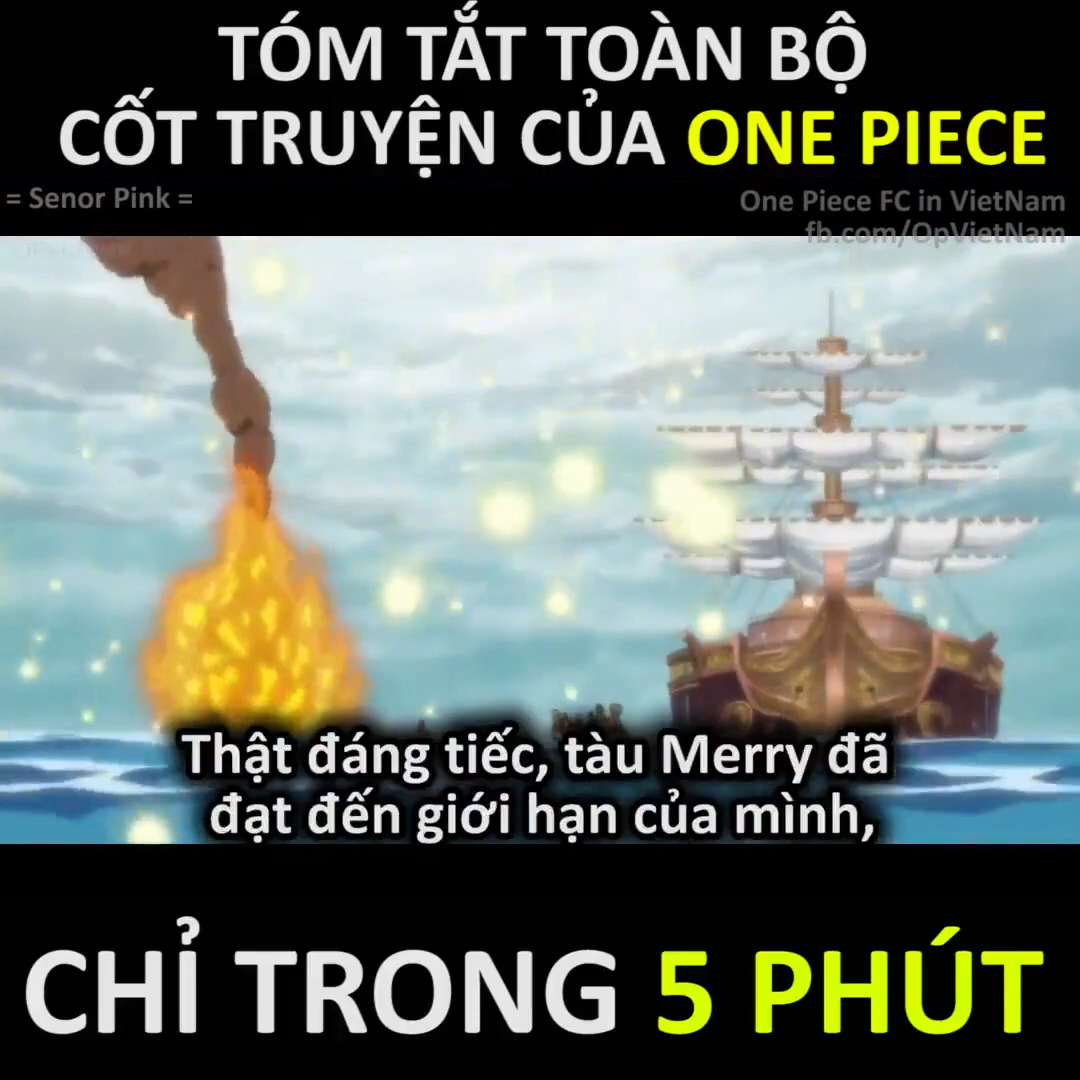 TÓM TẮT TOÀN BỘ
CỐT TRUYỆN CỦA ONE PIECE
= Senor Pink =
One Piece FC in VietNam
fb.com/OpVietNam
Thật đáng tiếc, tàu Merry đã
đạt đến giới hạn của mình,
CHỈ TRONG 5 PHÚT